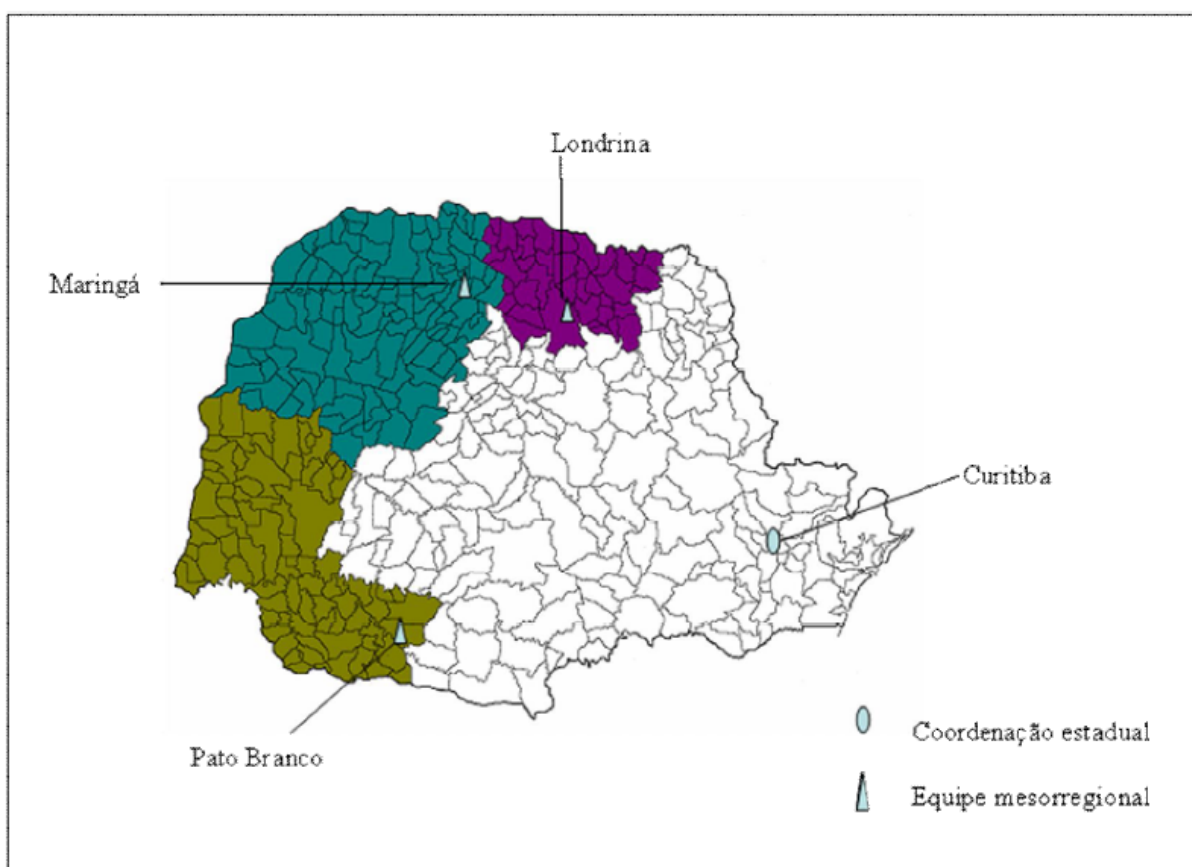 Londrina
Maringá
Curitiba
Pato Branco
Coordenação estadual
Equipe mesorregional